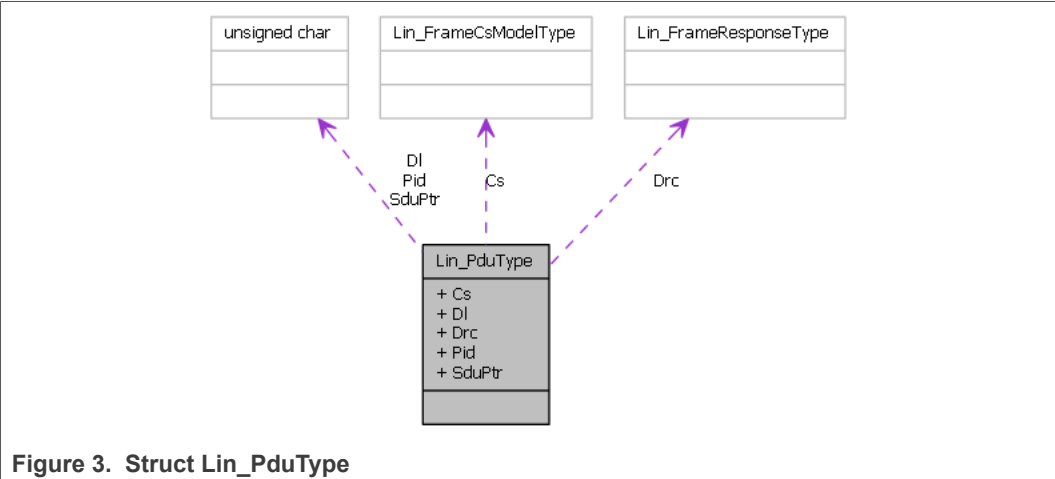 unsigned char
Lin_FrameCsModelType
Lin_FrameResponseType
Dl
Pid
SduPtr
Cs
Drc
Lin_PduType
+ Cs
+ Dl
+ Drc
+ Pid
+ SduPtr
Figure 3. Struct Lin_PduType